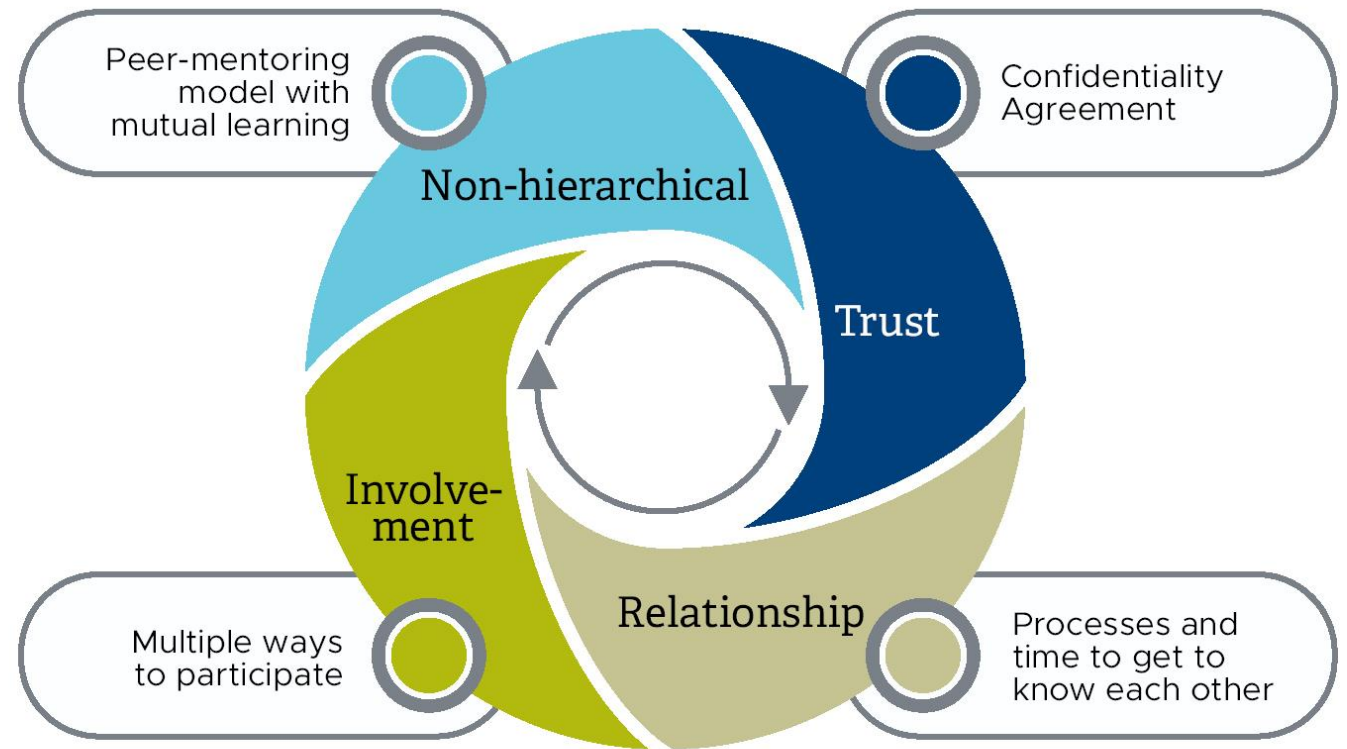 Peer-mentoring
model with
mutual learning
Confidentiality
Agreement
Non-hierarchical
Trust
Involve-
ment
Relationship
Multiple ways
to participate
Processes and
time to get to
know each other